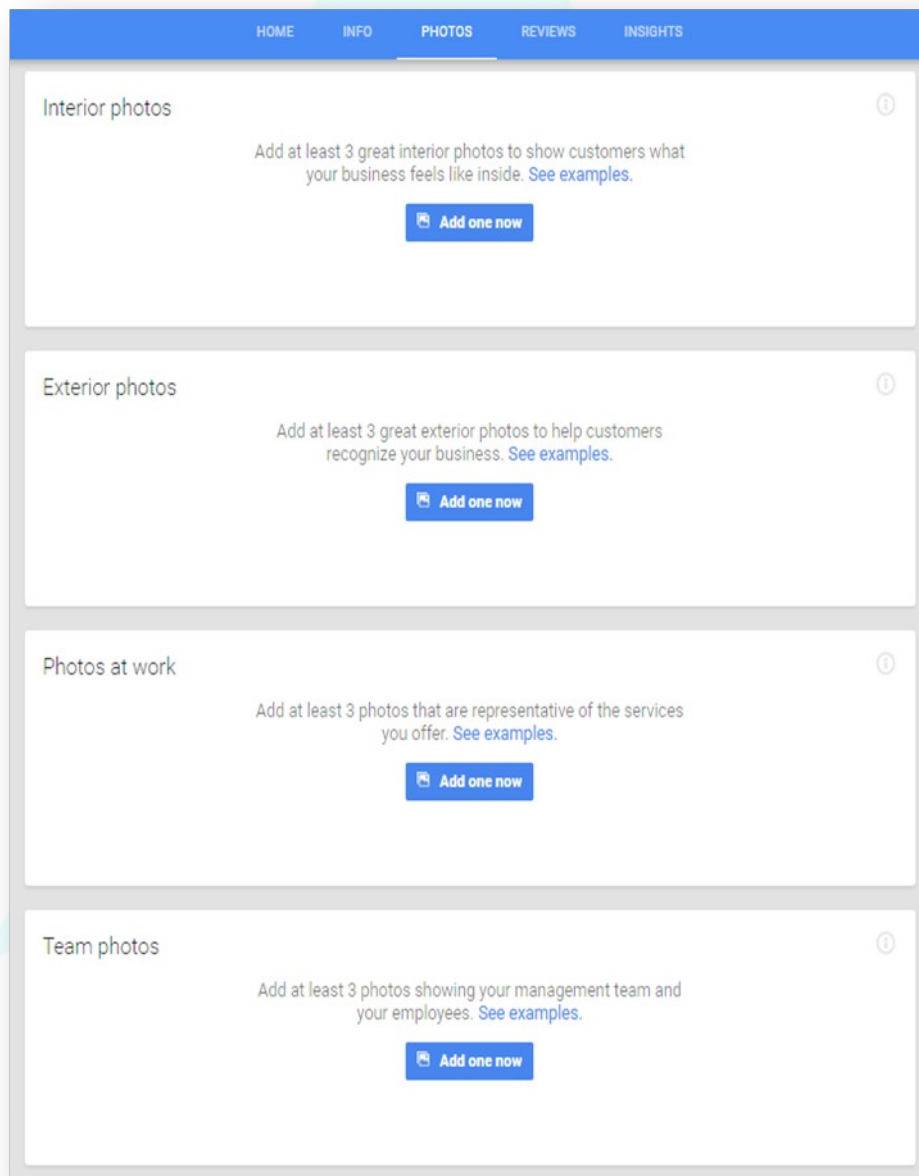 HOME INFO PHOTOS REVIEWS INSIGHTS
Interior photos
Add at least 3 great interior photos to show customers what
your business feels like inside. See examples.
Add one now
Exterior photos
Add at least 3 great exterior photos to help customers
recognize your business. See examples.
Add one now
Photos at work
Add at least 3 photos that are representative of the services
you offer. See examples.
Add one now
Team photos
Add at least 3 photos showing your management team and
your employees. See examples.
Add one now